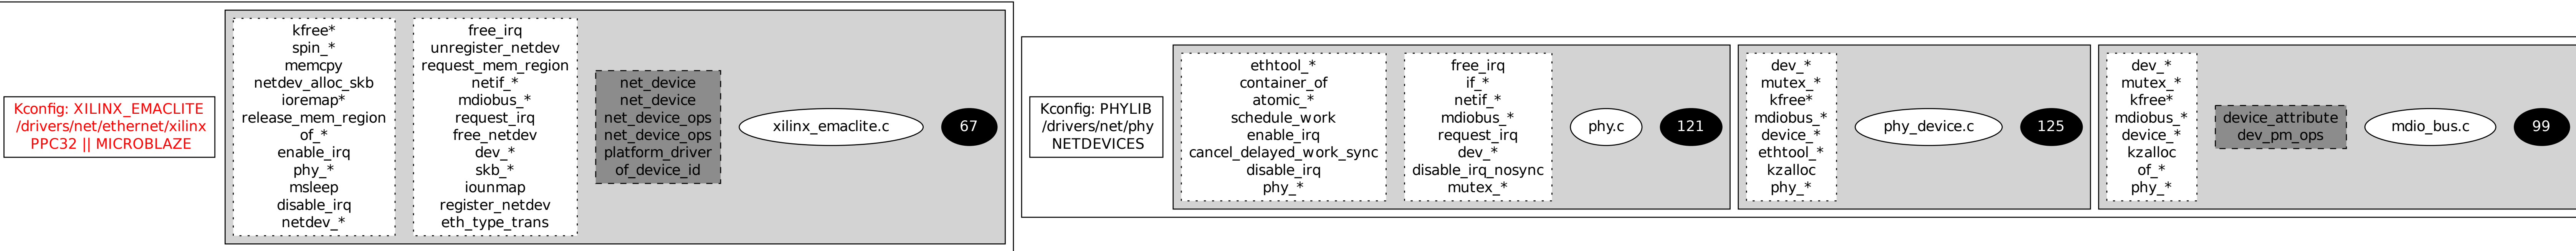 Kconfig: XILINX_EMACLITE
/drivers/net/ethernet/xilinx
PPC32 || MICROBLAZE
kfree*
spin_*
memcpy
netdev_alloc_skb
ioremap*
release_mem_region
of_*
enable_irq
phy_*
msleep
disable_irq
netdev_*
free_irq
unregister_netdev
request_mem_region
netif_*
mdiobus_*
request_irq
free_netdev
dev_*
skb_*
iounmap
register_netdev
eth_type_trans
net_device
net_device
net_device_ops
net_device_ops
platform_driver
of_device_id
xilinx_emaclite.c
67
Kconfig: PHYLIB
/drivers/net/phy
NETDEVICES
ethtool_*
container_of
atomic_*
schedule_work
enable_irq
cancel_delayed_work_sync
disable_irq
phy_*
free_irq
if_*
netif_*
mdiobus_*
request_irq
dev_*
disable_irq_nosync
mutex_*
phy.c
121
dev_*
mutex_*
kfree*
mdiobus_*
device_*
ethtool_*
kzalloc
phy_*
phy_device.c
125
dev_*
mutex_*
kfree*
mdiobus_*
device_*
kzalloc
of_*
phy_*
device_attribute
dev_pm_ops
mdio_bus.c
99